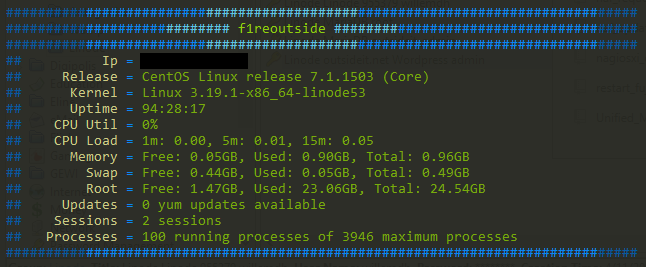 ###############################################################################
#################### ######## f1reoutside ######## ############################
###############################################################################
## Ip =
## Release = CentOS Linux release 7.1.1503 (Core)
## Kernel = Linux 3.19.1-x86_64-linode53
## Uptime = 94:28:17
## CPU Util = 0%
## CPU Load = 1m: 0.00, 5m: 0.01, 15m: 0.05
## Memory = Free: 0.05GB, Used: 0.90GB, Total: 0.96GB
## Swap = Free: 0.44GB, Used: 0.05GB, Total: 0.49GB
## Root = Free: 1.47GB, Used: 23.06GB, Total: 24.54GB
## Updates = 0 yum updates available
## Sessions = 2 sessions
## Processes = 100 running processes of 3946 maximum processes
###############################################################################